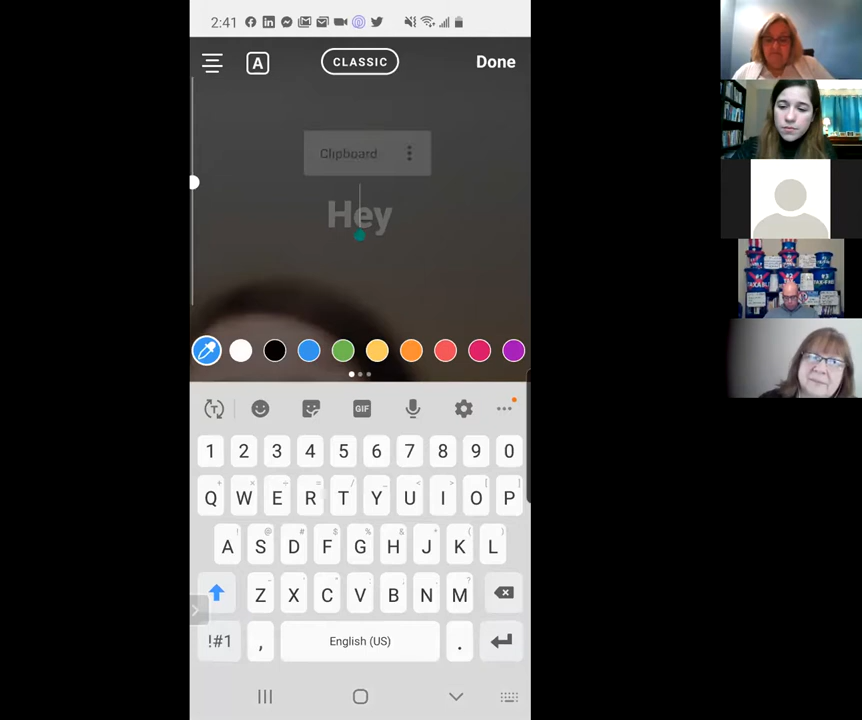 2:41
A CLASSIC Done
Clipboard
Hey
T GIF
1 2 3 4 5 6 7 8 9 0
Q W E R T Y U I O P
A S D F G H J K L
Z X C V B N M
!#1 , English (US) .